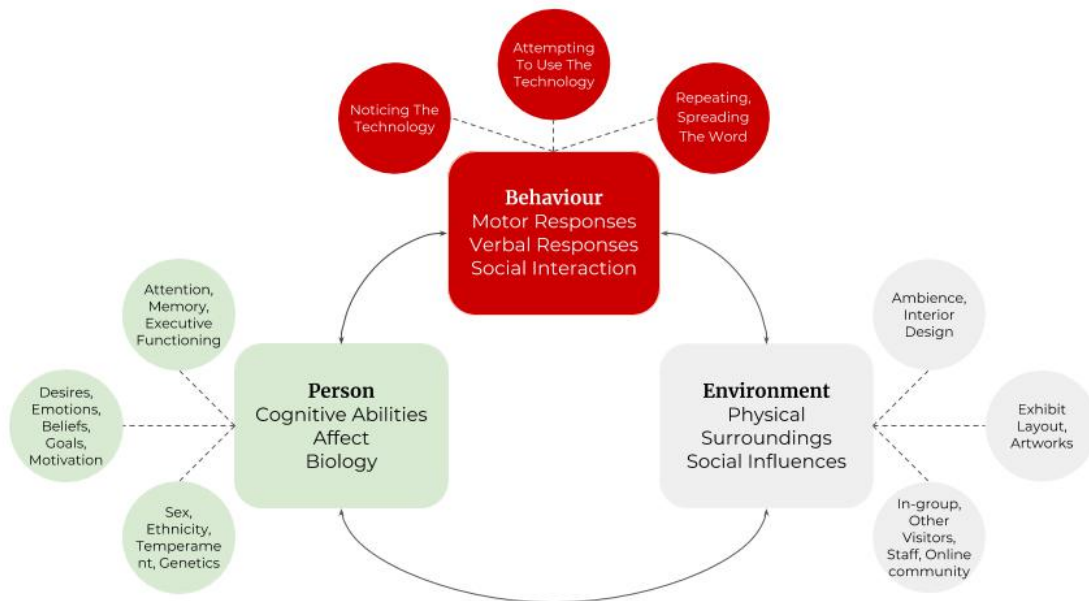 Attempting
To Use The
Technology
Noticing The
Technology
Repeating,
Spreading
The Word
Behaviour
Motor Responses
Verbal Responses
Social Interaction
Attention,
Memory,
Executive
Functioning
Desires,
Emotions,
Beliefs,
Goals,
Motivation
Sex,
Ethnicity,
Temperame
nt, Genetics
Person
Cognitive Abilities
Affect
Biology
Environment
Physical
Surroundings
Social Influences
Ambience,
Interior
Design
Exhibit
Layout,
Artworks
In-group,
Other
Visitors,
Staff, Online
community